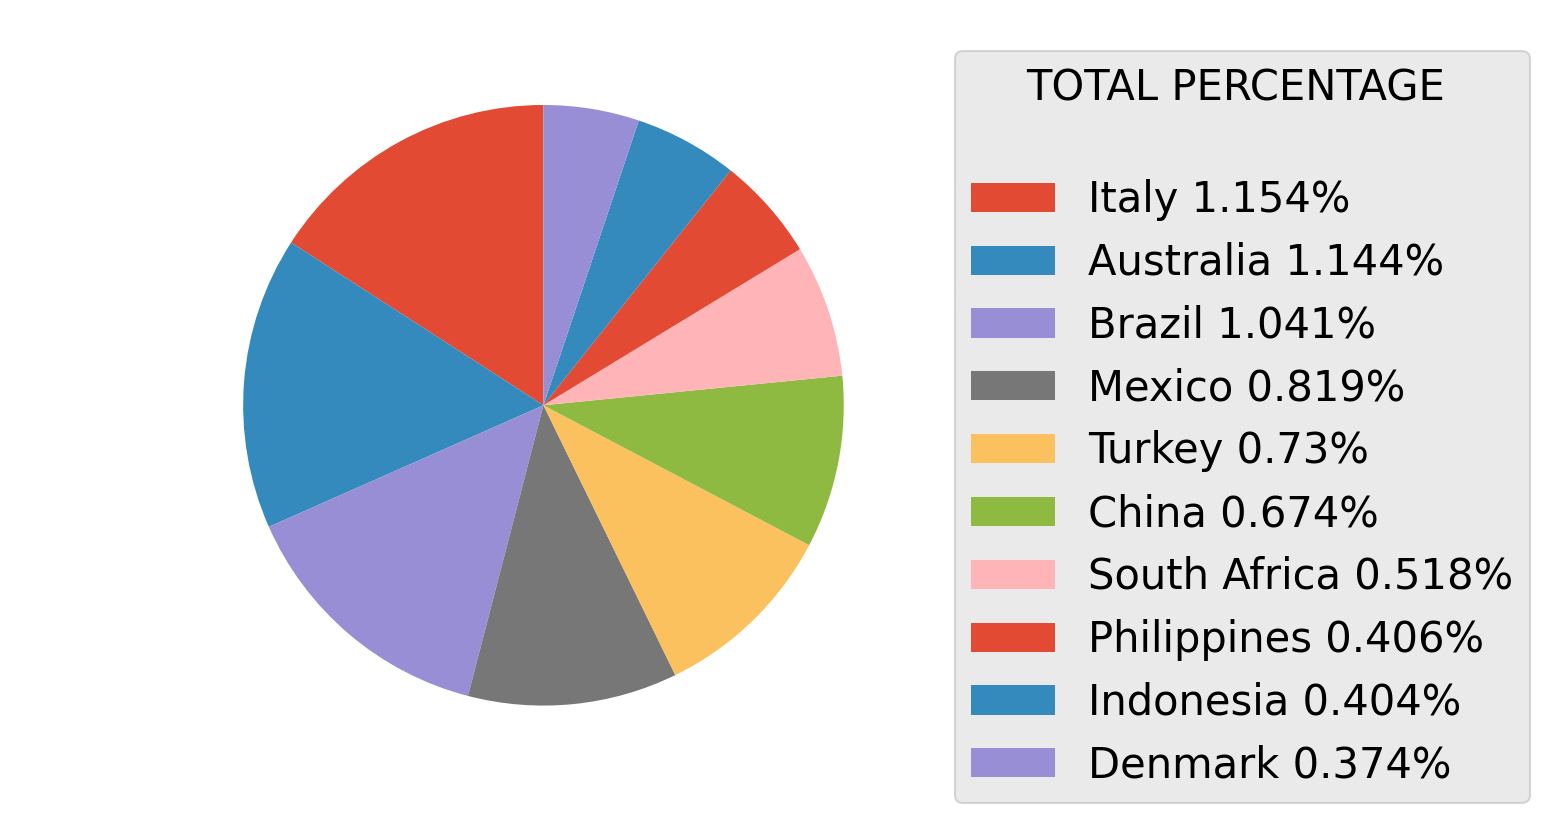 TOTAL PERCENTAGE
Italy 1.154%
Australia 1.144%
Brazil 1.041%
Mexico 0.819%
Turkey 0.73%
China 0.674%
South Africa 0.518%
Philippines 0.406%
Indonesia 0.404%
Denmark 0.374%